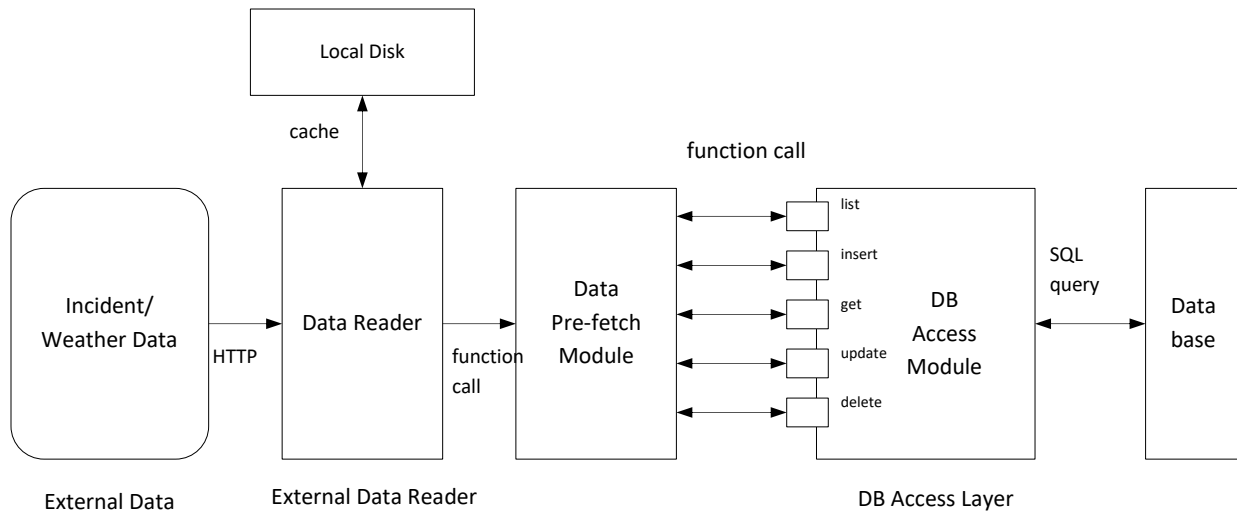 Local Disk
cache
function call
list
insert
get
update
delete
SQL
query
Incident/
Weather Data
HTTP
Data Reader
function
call
Data
Pre-fetch
Module
DB
Access
Module
Data
base
External Data
External Data Reader
DB Access Layer